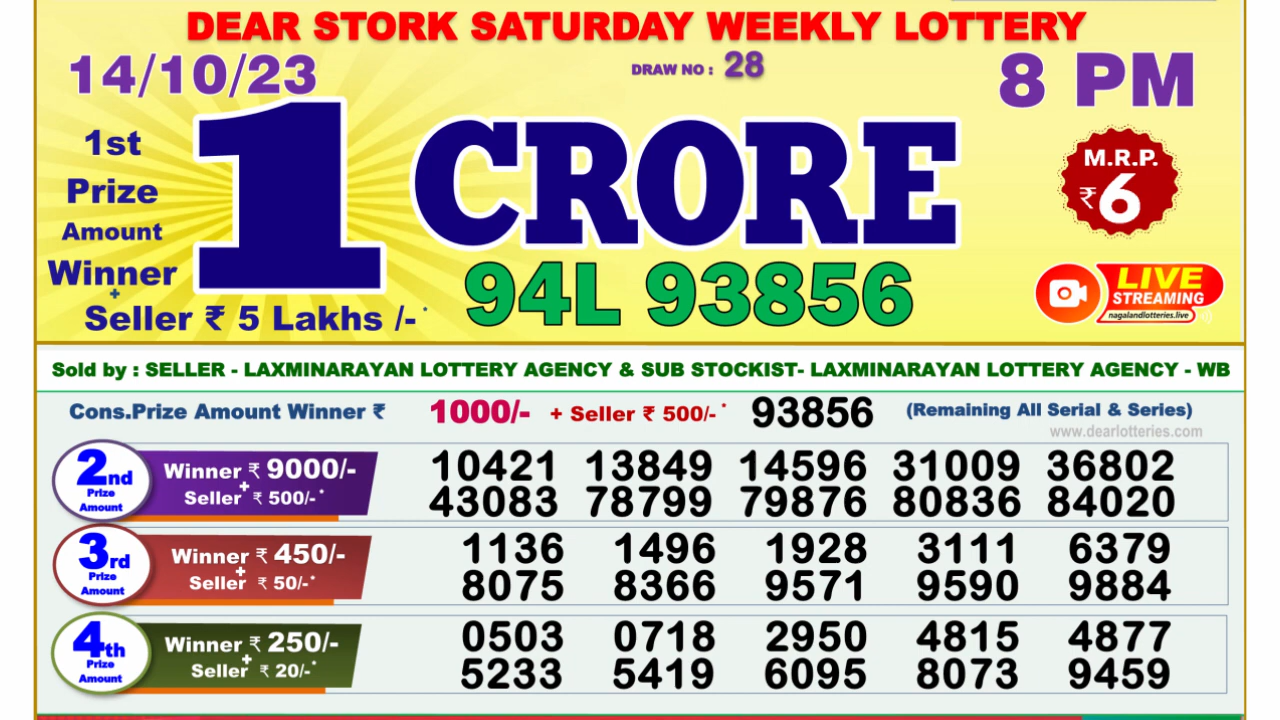 DEAR STORK SATURDAY WEEKLY LOTTERY
14/10/23
DRAW NO : 28
8 PM
1st
Prize
Amount
Winner
+
Seller ₹ 5 Lakhs /-*
1 CRORE
94L 93856
M.R.P.
₹6
LIVE
STREAMING
nagalandlotteries.live
Sold by : SELLER - LAXMINARAYAN LOTTERY AGENCY & SUB STOCKIST- LAXMINARAYAN LOTTERY AGENCY - WB
Cons.Prize Amount Winner ₹ 1000/- + Seller ₹ 500/-* 93856 (Remaining All Serial & Series)
www.dearlotteries.com
2nd
Prize
Amount
Winner ₹ 9000/-
+
Seller ₹ 500/-*
10421 13849 14596 31009 36802
43083 78799 79876 80836 84020
3rd
Prize
Amount
Winner ₹ 450/-
+
Seller ₹ 50/-*
1136 1496 1928 3111 6379
8075 8366 9571 9590 9884
4th
Prize
Amount
Winner ₹ 250/-
+
Seller ₹ 20/-*
0503 0718 2950 4815 4877
5233 5419 6095 8073 9459